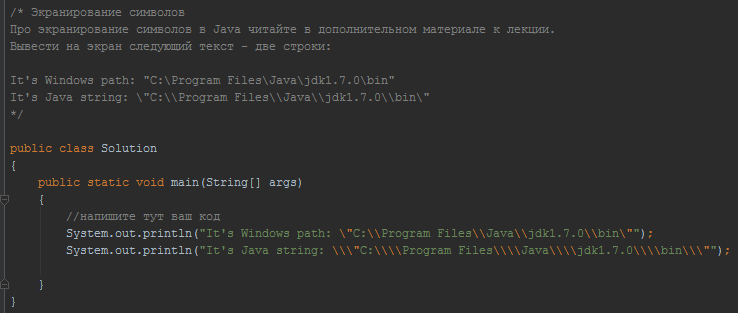 /* Экранирование символов
Про экранирование символов в Java читайте в дополнительном материале к лекции.
Вывести на экран следующий текст - две строки:
It's Windows path: "C:\Program Files\Java\jdk1.7.0\bin"
It's Java string: \"C:\\Program Files\\Java\\jdk1.7.0\\bin\"
*/
public class Solution
{
public static void main(String[] args)
{
//напишите тут ваш код
System.out.println("It's Windows path: \"C:\\Program Files\\Java\\jdk1.7.0\\bin\"");
System.out.println("It's Java string: \\\"C:\\\\Program Files\\\\Java\\\\jdk1.7.0\\\\bin\\\"");
}
}